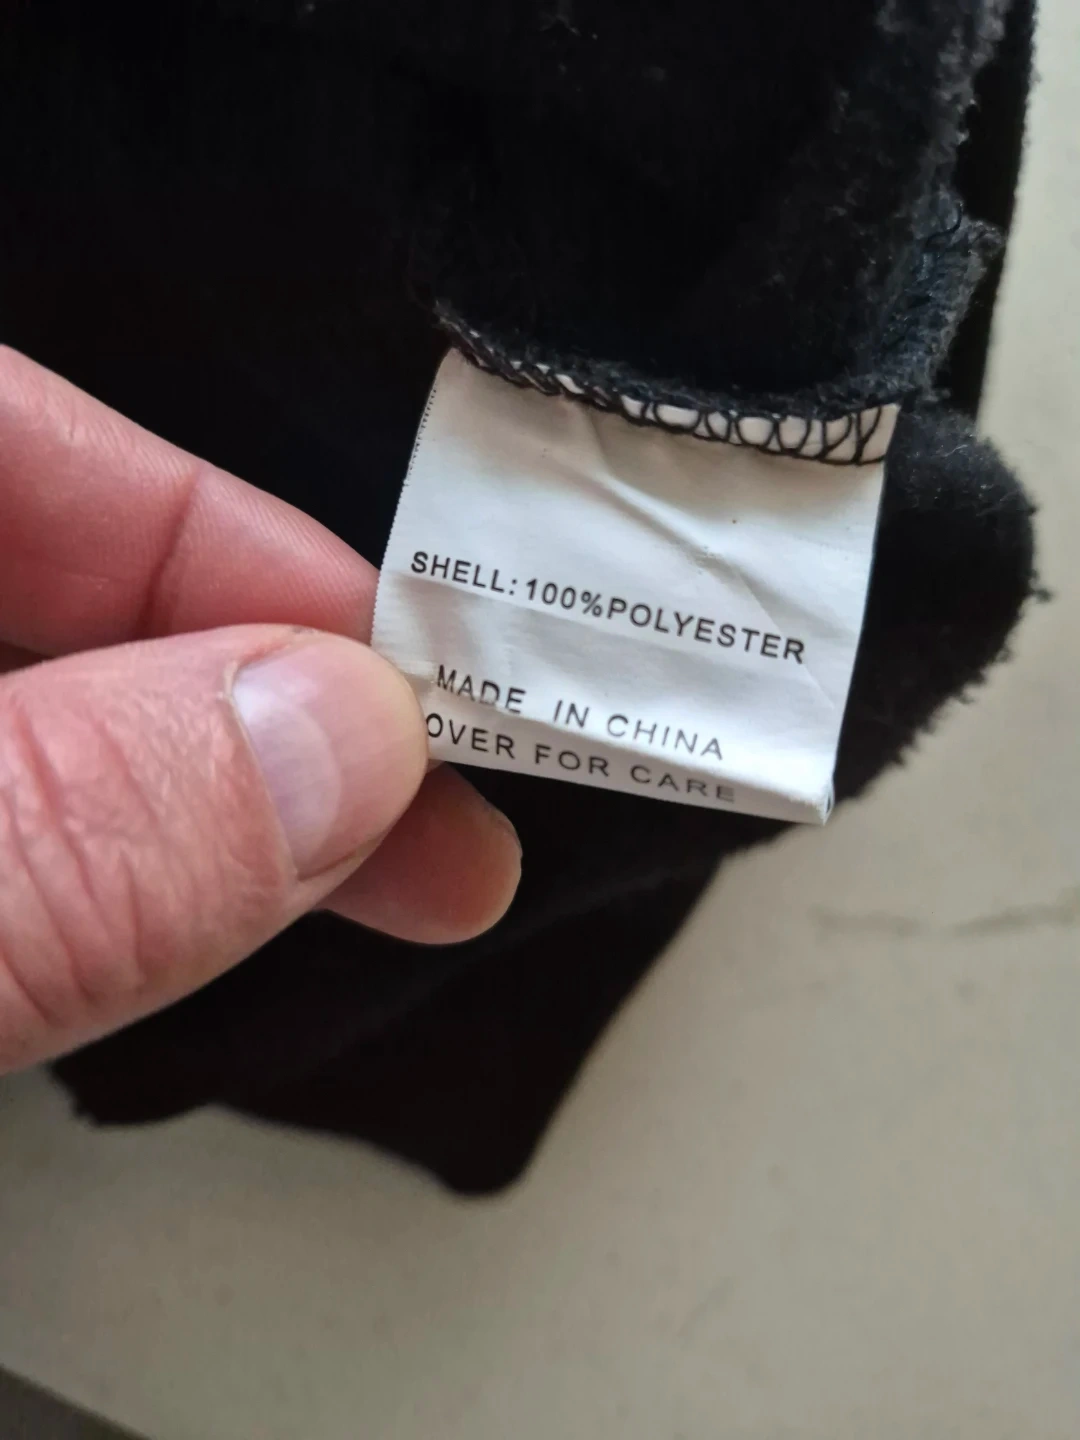 SHELL:100%POLYESTER
MADE IN CHINA
OVER FOR CARE